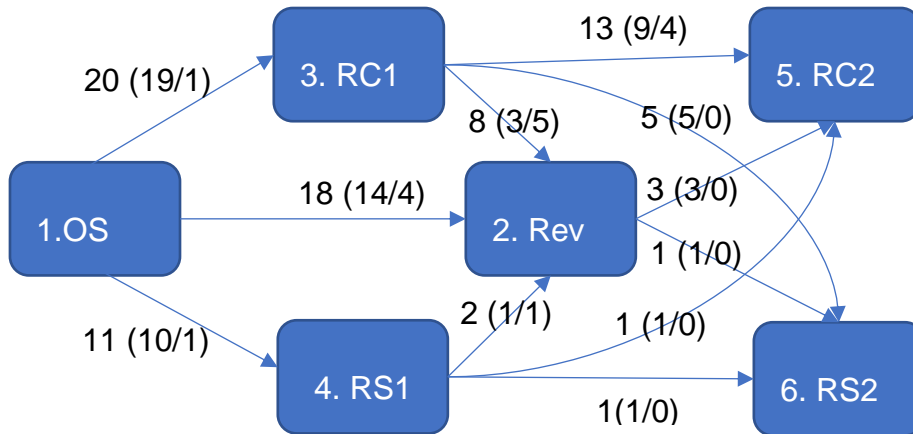 13 (9/4)
3. RC1
5. RC2
20 (19/1)
8 (3/5)
5 (5/0)
18 (14/4)
3 (3/0)
1.OS
2. Rev
1 (1/0)
2 (1/1)
1 (1/0)
11 (10/1)
4. RS1
6. RS2
1(1/0)